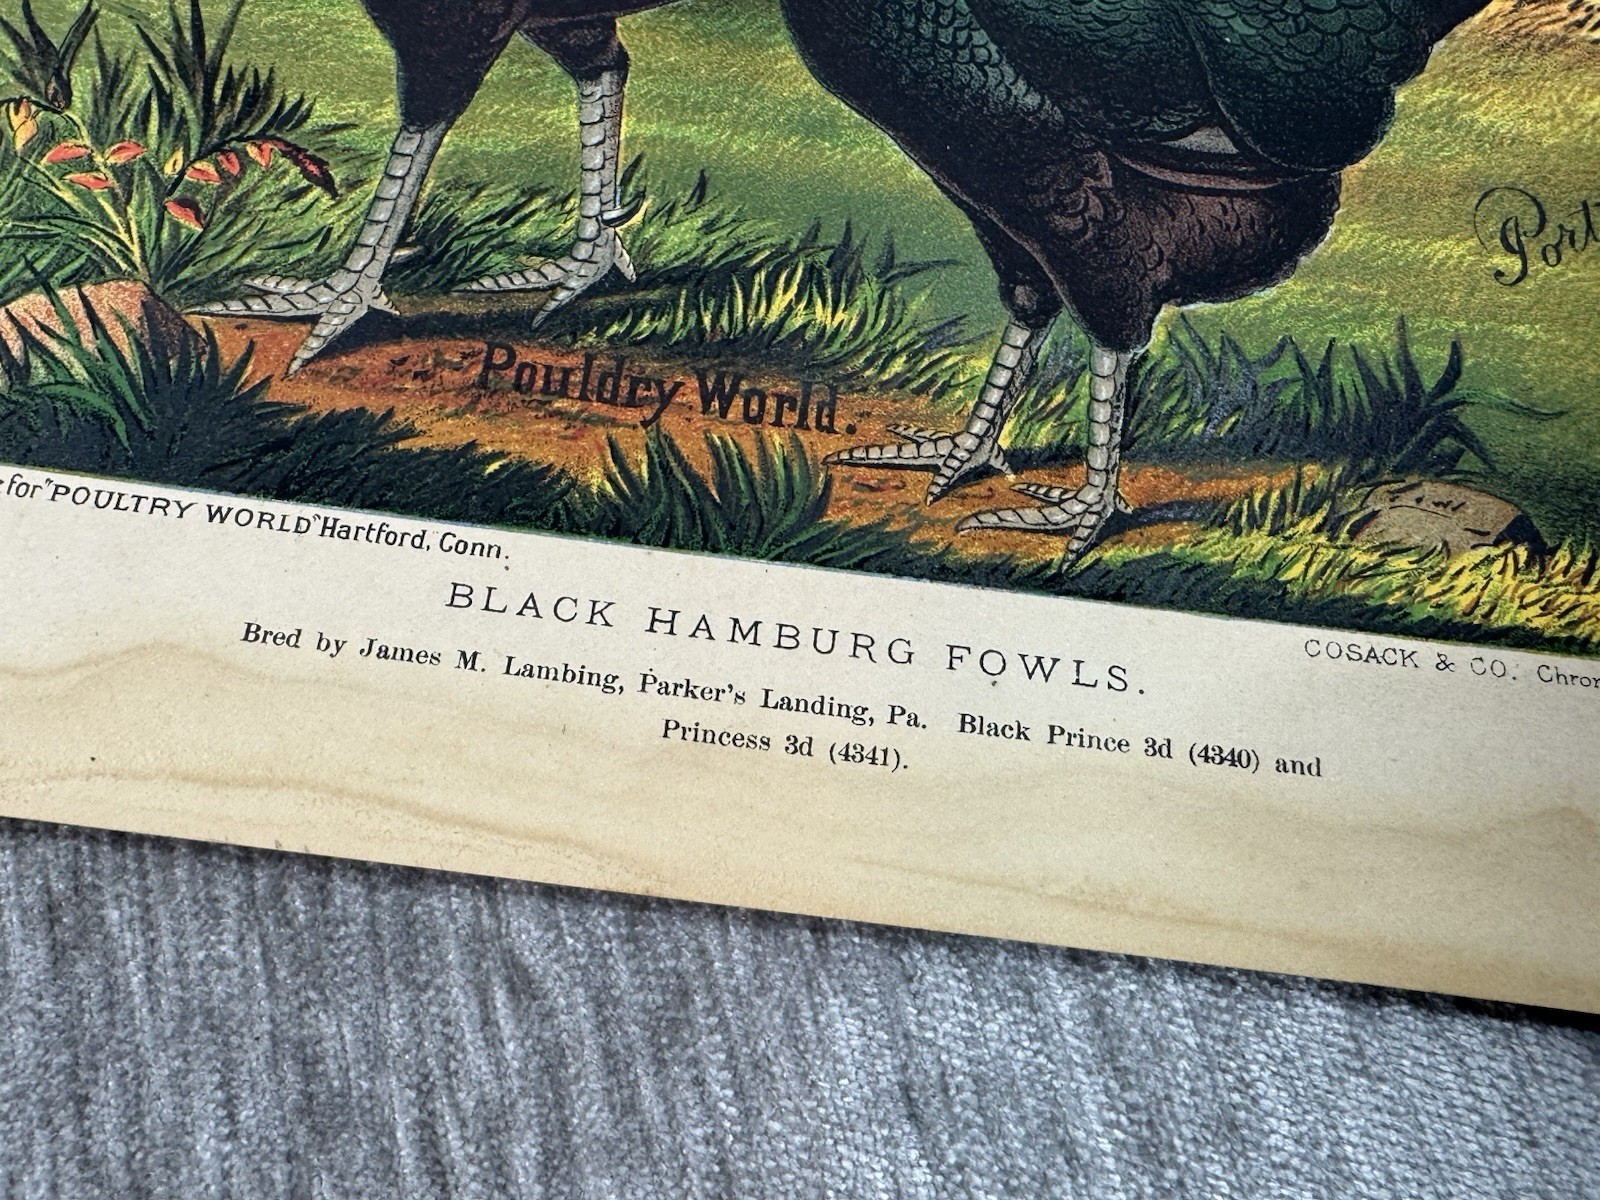 Poultry World.
for "POULTRY WORLD" Hartford, Conn.
BLACK HAMBURG FOWLS.
COSACK & CO.
Bred by James M. Lambing, Parker's Landing, Pa. Black Prince 3d (4340) and
Princess 3d (4341).